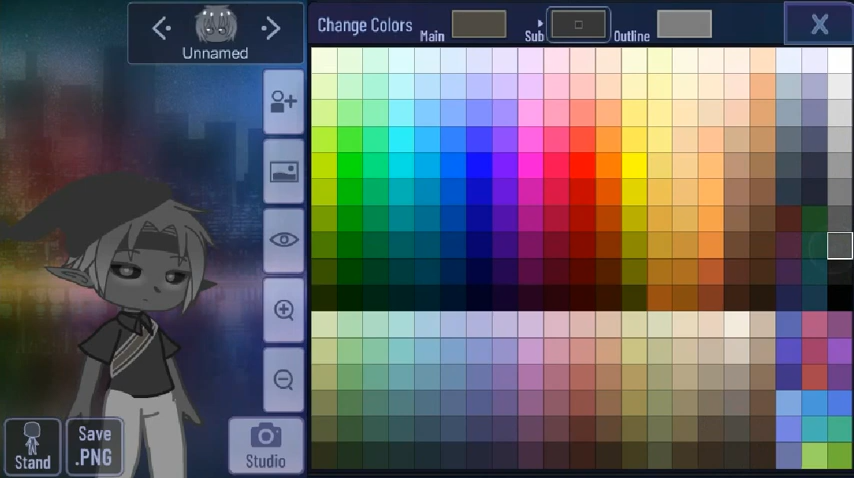 Unnamed
Change Colors
Main
Sub
Outline
X
Stand
Save
.PNG
Studio